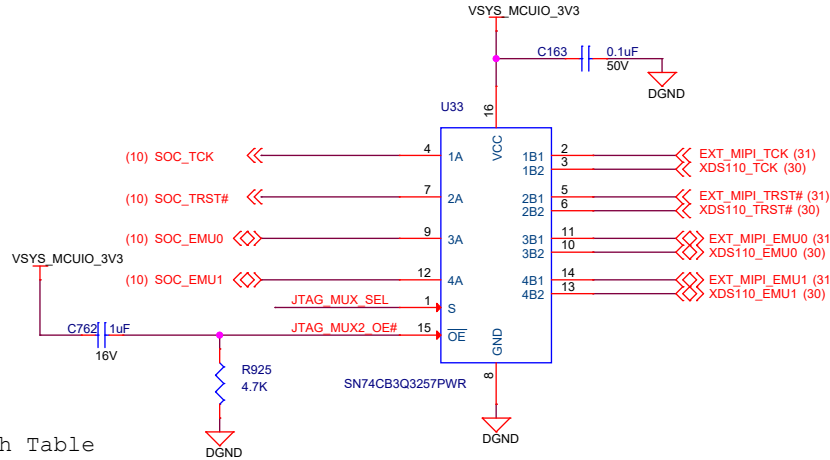 VSYS_MCUIO_3V3
C163 0.1uF
50V
DGND
U33
16
VCC
(10) SOC_TCK 4 1A 1B1 2 EXT_MIPI_TCK (31)
1B2 3 XDS110_TCK (30)
(10) SOC_TRST# 7 2A 2B1 5 EXT_MIPI_TRST# (31)
2B2 6 XDS110_TRST# (30)
(10) SOC_EMU0 9 3A 3B1 11 EXT_MIPI_EMU0 (31
3B2 10 XDS110_EMU0 (30)
VSYS_MCUIO_3V3
(10) SOC_EMU1 12 4A 4B1 14 EXT_MIPI_EMU1 (31
4B2 13 XDS110_EMU1 (30)
JTAG_MUX_SEL 1 S
C762 1uF
16V
JTAG_MUX2_OE# 15 OE
GND
8
R925
4.7K
SN74CB3Q3257PWR
DGND
DGND
h Table